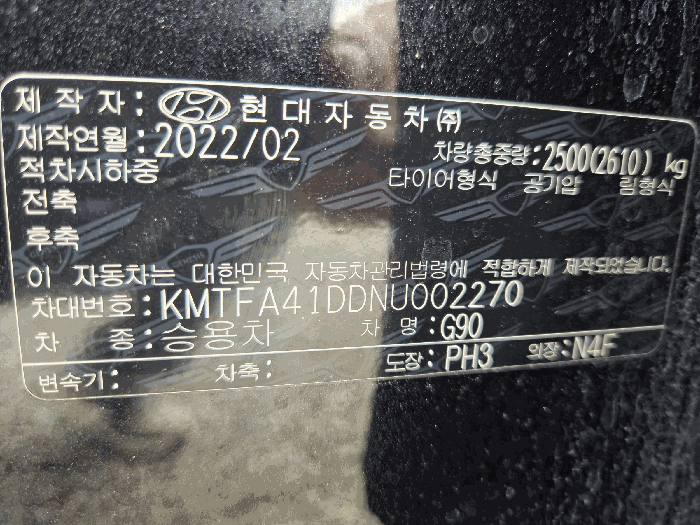 제 작 자 : 현대자동차㈜
제작연월 : 2022/02 차량총중량 : 2500(2610) kg
적차시하중 타이어형식 공기압 림형식
전축
후축
이 자동차는 대한민국 자동차관리법령에 적합하게 제작되었습니다.
차대번호 : KMTFA41DDNU002270
차 종 : 승용차 차 명 : G90
변속기 : 차축 : 도장 : PH3 의장 : N4F